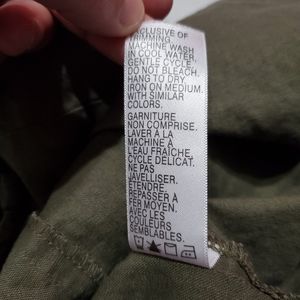 EXCLUSIVE OF
TRIMMING.
MACHINE WASH
IN COOL WATER,
GENTLE CYCLE.
DO NOT BLEACH.
HANG TO DRY
IRON ON MEDIUM.
WITH SIMILAR
COLORS.
GARNITURE
NON COMPRISE.
LAVER À LA
MACHINE À
L'EAU FRAÎCHE,
CYCLE DELICAT.
NE PAS
JAVELLISER.
ÉTENDRE.
REPASSER À
FER MOYEN.
AVEC LES
COULEURS
SEMBLABLES.